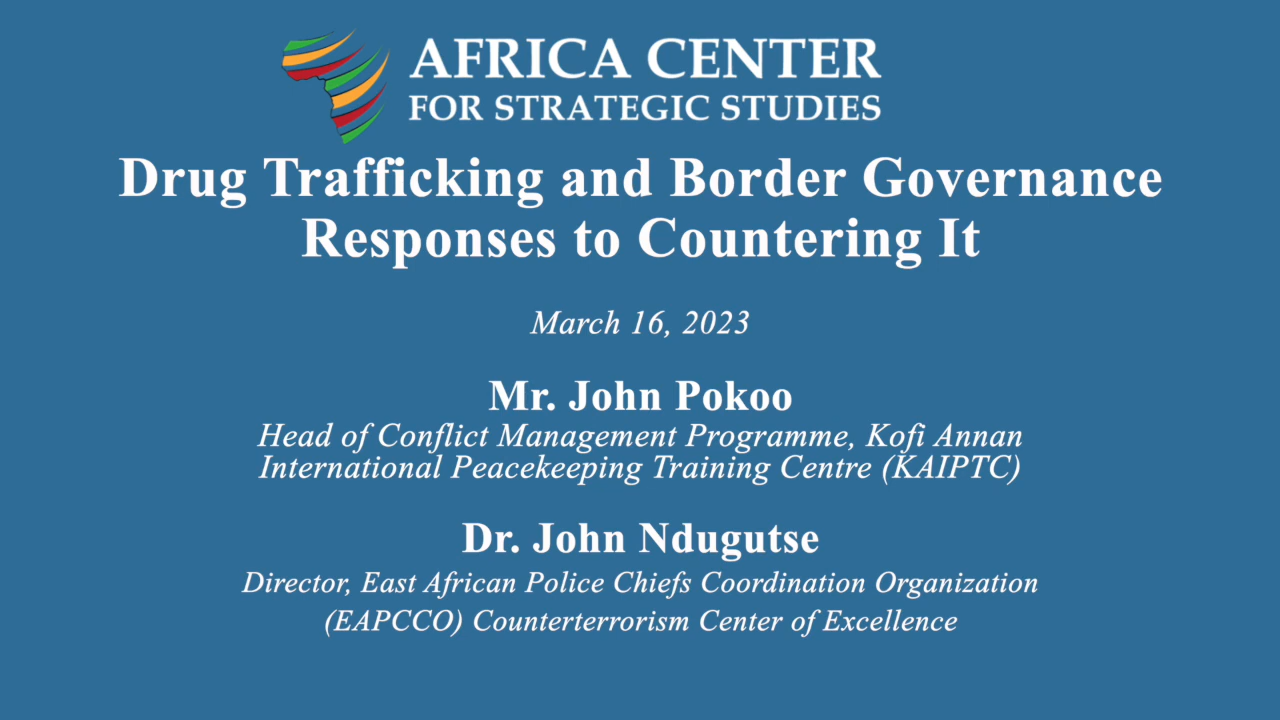 AFRICA CENTER
FOR STRATEGIC STUDIES
Drug Trafficking and Border Governance
Responses to Countering It
March 16, 2023
Mr. John Pokoo
Head of Conflict Management Programme, Kofi Annan
International Peacekeeping Training Centre (KAIPTC)
Dr. John Ndugutse
Director, East African Police Chiefs Coordination Organization
(EAPCCO) Counterterrorism Center of Excellence